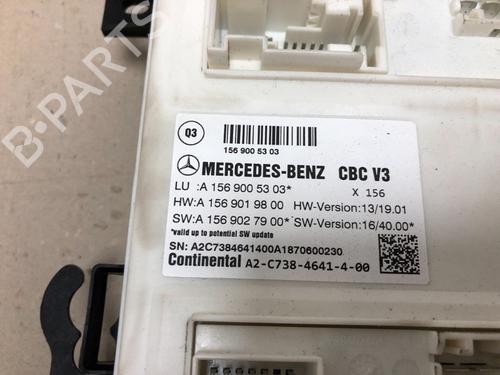 B-PARTS
Q3
156 900 53 03
MERCEDES-BENZ CBC V3
LU :A 156 900 53 03* X 156
HW:A 156 901 98 00 HW-Version:13/19.01
SW:A 156 902 79 00* SW-Version:16/40.00*
*valid up to potential SW update
SN: A2C7384641400A1870600230
Continental A2-C738-4641-4-00